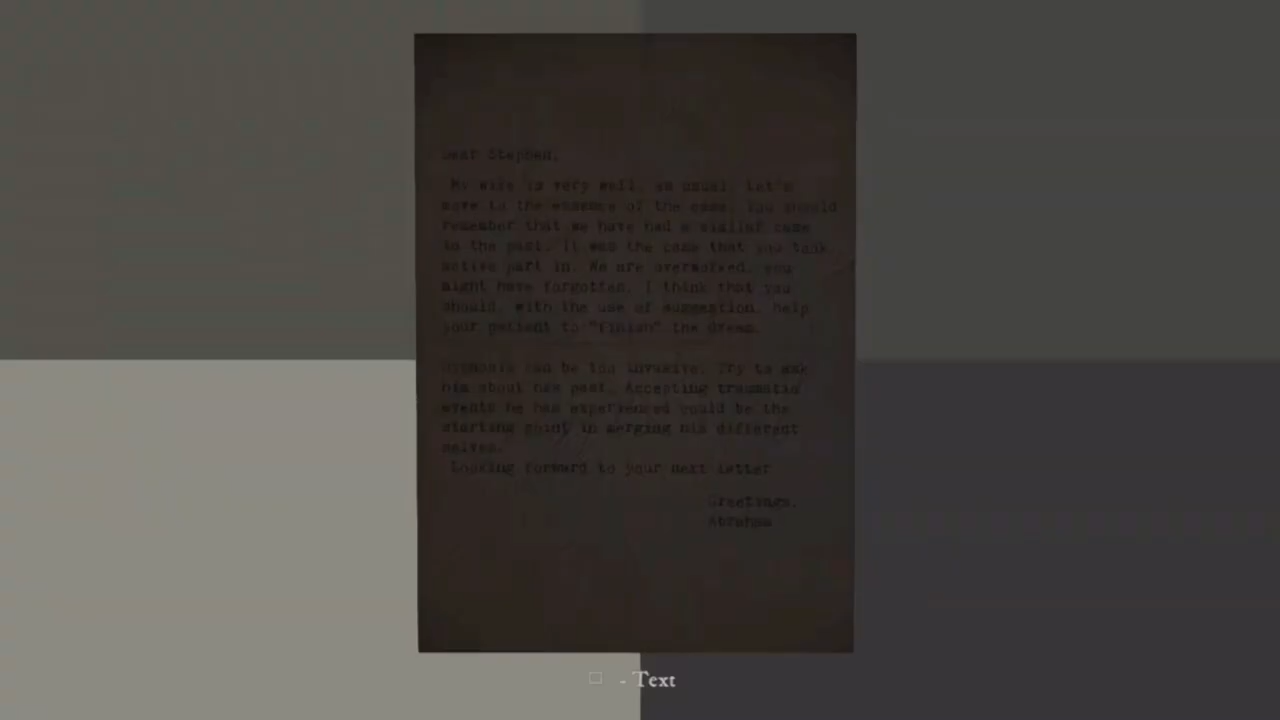 Dear Stephen,
My wife is very well, as usual. Let's
move to the essence of the case. You should
remember that we have had a similar case
in the past. It was the case that you took
active part in. We are overworked, you
might have forgotten. I think that you
should, with the use of suggestion, help
your patient to "finish" the dream.
Hypnosis can be too invasive. Try to ask
him about his past. Accepting traumatic
events he has experienced could be the
starting point in merging his different
selves.
Looking forward to your next letter
Greetings,
Abraham
- Text